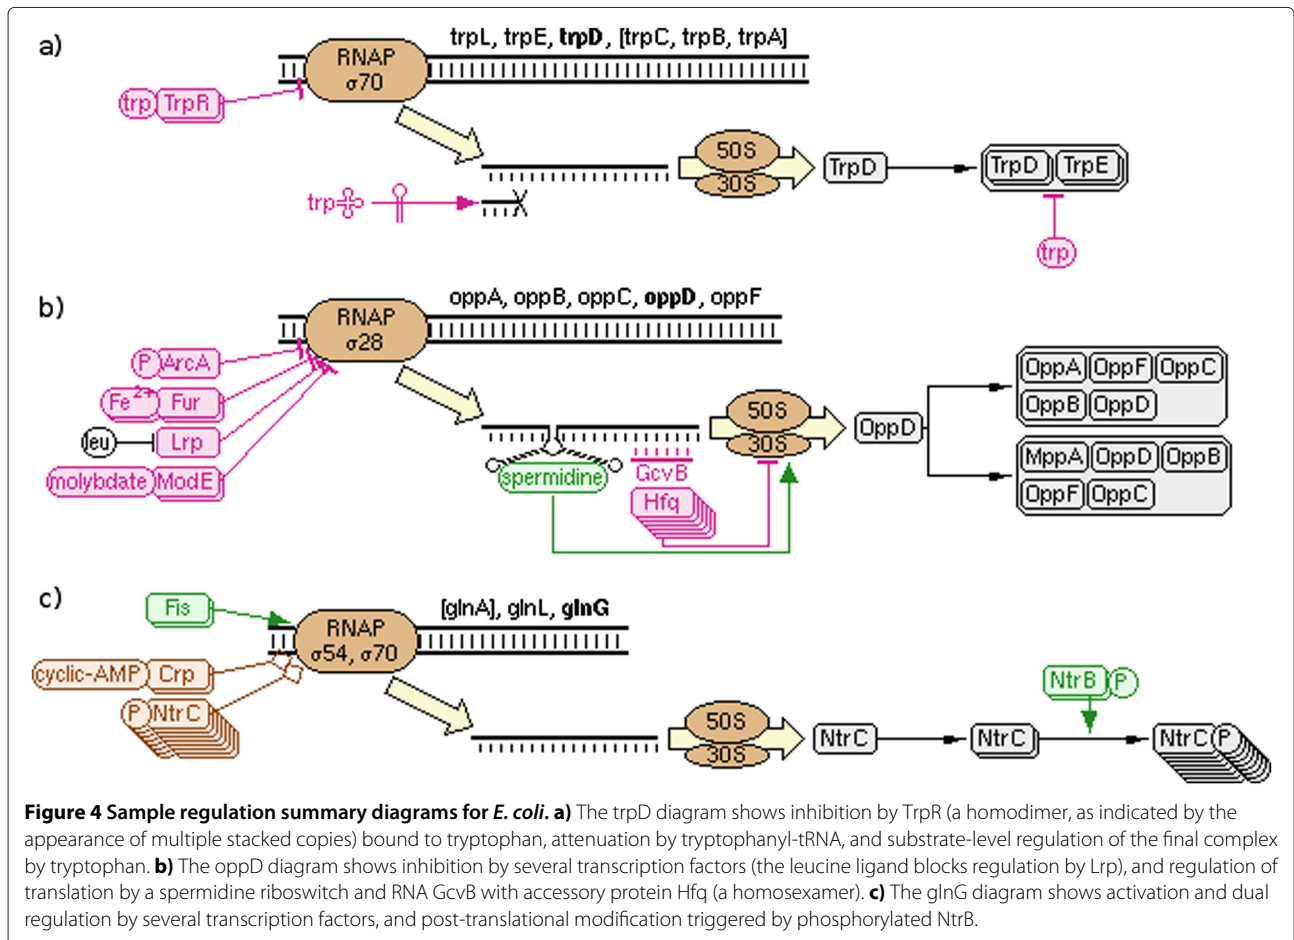 a)
trpL, trpE, trpD, [trpC, trpB, trpA]
RNAP
σ70
trp TrpR
50S
30S
TrpD
TrpD TrpE
trp
trp
b)
oppA, oppB, oppC, oppD, oppF
RNAP
σ28
P ArcA
Fe2+ Fur
leu Lrp
molybdate ModE
50S
30S
spermidine
GcvB
Hfq
OppD
OppA OppF OppC
OppB OppD
MppA OppD OppB
OppF OppC
c)
Fis
[glnA], glnL, glnG
RNAP
σ54, σ70
cyclic-AMP Crp
P NtrC
50S
30S
NtrC
NtrC
NtrB P
NtrC P
Figure 4 Sample regulation summary diagrams for E. coli. a) The trpD diagram shows inhibition by TrpR (a homodimer, as indicated by the
appearance of multiple stacked copies) bound to tryptophan, attenuation by tryptophanyl-tRNA, and substrate-level regulation of the final complex
by tryptophan. b) The oppD diagram shows inhibition by several transcription factors (the leucine ligand blocks regulation by Lrp), and regulation of
translation by a spermidine riboswitch and RNA GcvB with accessory protein Hfq (a homosexamer). c) The glnG diagram shows activation and dual
regulation by several transcription factors, and post-translational modification triggered by phosphorylated NtrB.